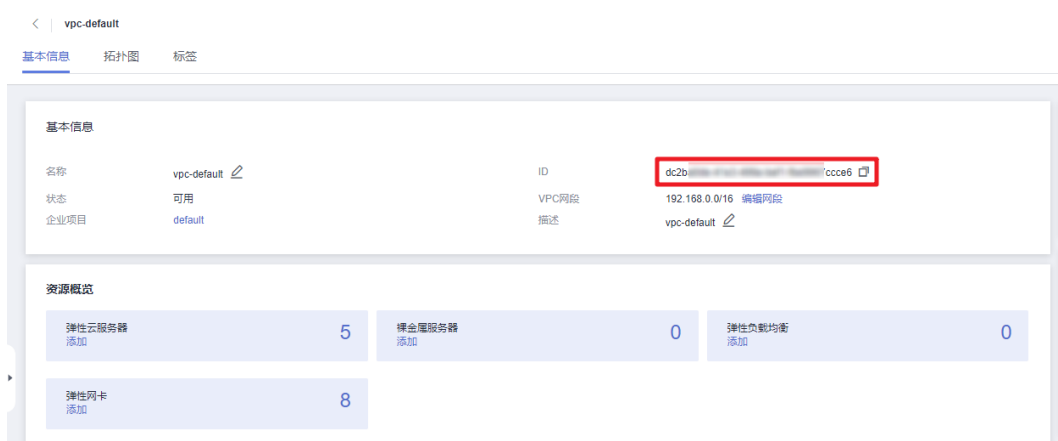 vpc-default
基本信息 拓扑图 标签
基本信息
名称 vpc-default ID dc2b ccce6
状态 可用 VPC网段 192.168.0.0/16 编辑网段
企业项目 default 描述 vpc-default
资源概览
弹性云服务器 5 裸金属服务器 0 弹性负载均衡 0
添加 添加 添加
弹性网卡 8
添加